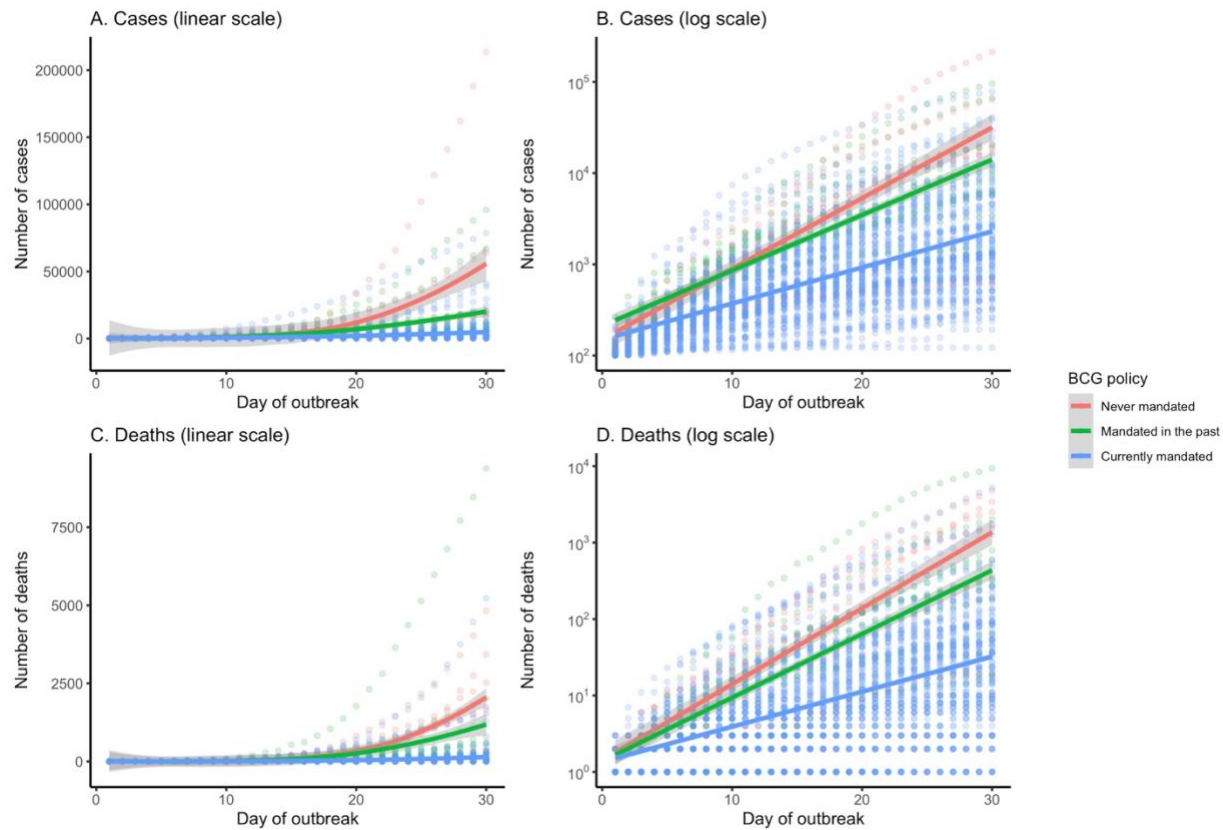 A. Cases (linear scale)
B. Cases (log scale)
200000
150000
100000
50000
0
Number of cases
0 10 20 30
Day of outbreak
10⁵
10⁴
10³
10²
Number of cases
0 10 20 30
Day of outbreak
C. Deaths (linear scale)
D. Deaths (log scale)
7500
5000
2500
0
Number of deaths
0 10 20 30
Day of outbreak
10⁴
10³
10²
10¹
10⁰
Number of deaths
0 10 20 30
Day of outbreak
BCG policy
Never mandated
Mandated in the past
Currently mandated